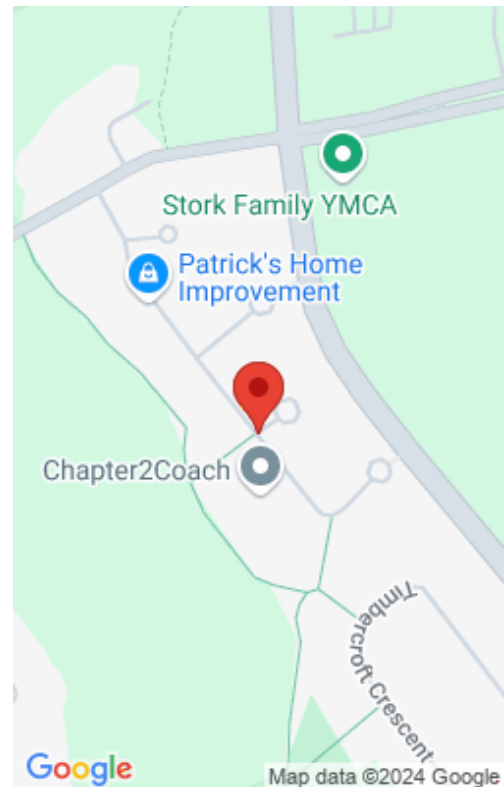 Stork Family YMCA
Patrick's Home
Improvement
Chapter2Coach
Timbercroft Crescent
Google
Map data ©2024 Google